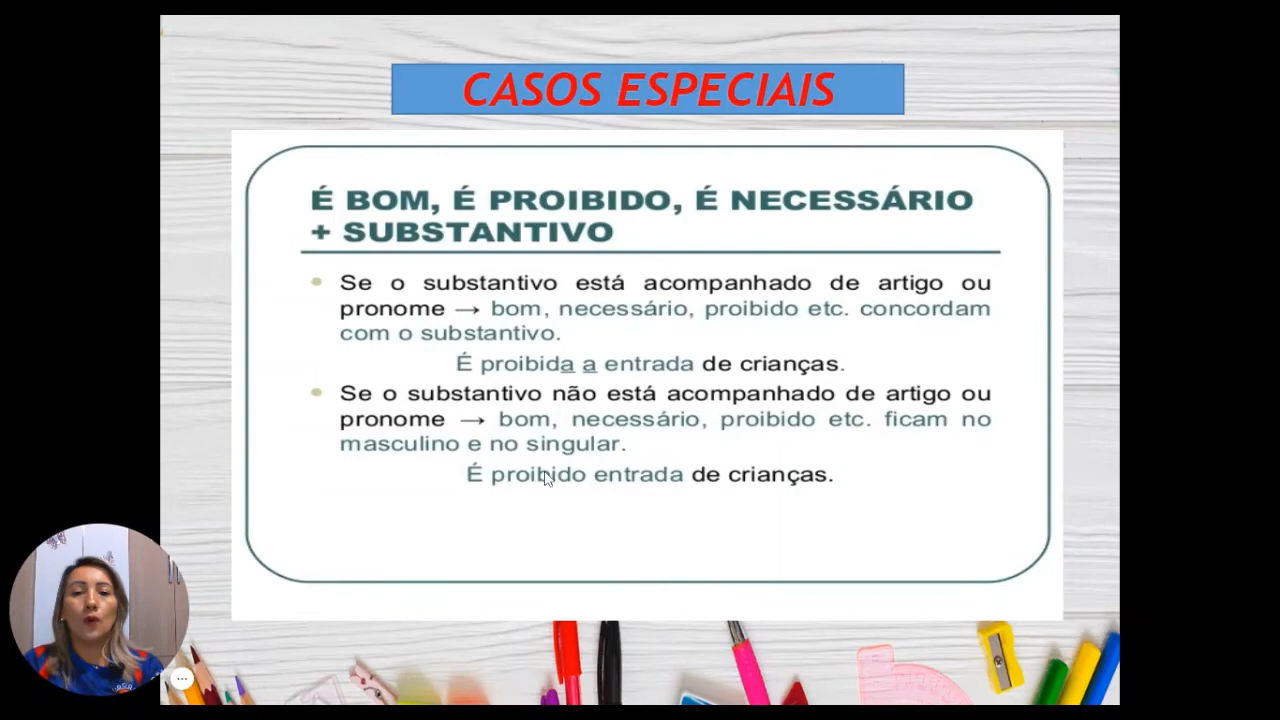 CASOS ESPECIAIS
É BOM, É PROIBIDO, É NECESSÁRIO
+ SUBSTANTIVO
Se o substantivo está acompanhado de artigo ou
pronome → bom, necessário, proibido etc. concordam
com o substantivo.
É proibida a entrada de crianças.
Se o substantivo não está acompanhado de artigo ou
pronome → bom, necessário, proibido etc. ficam no
masculino e no singular.
É proibido entrada de crianças.